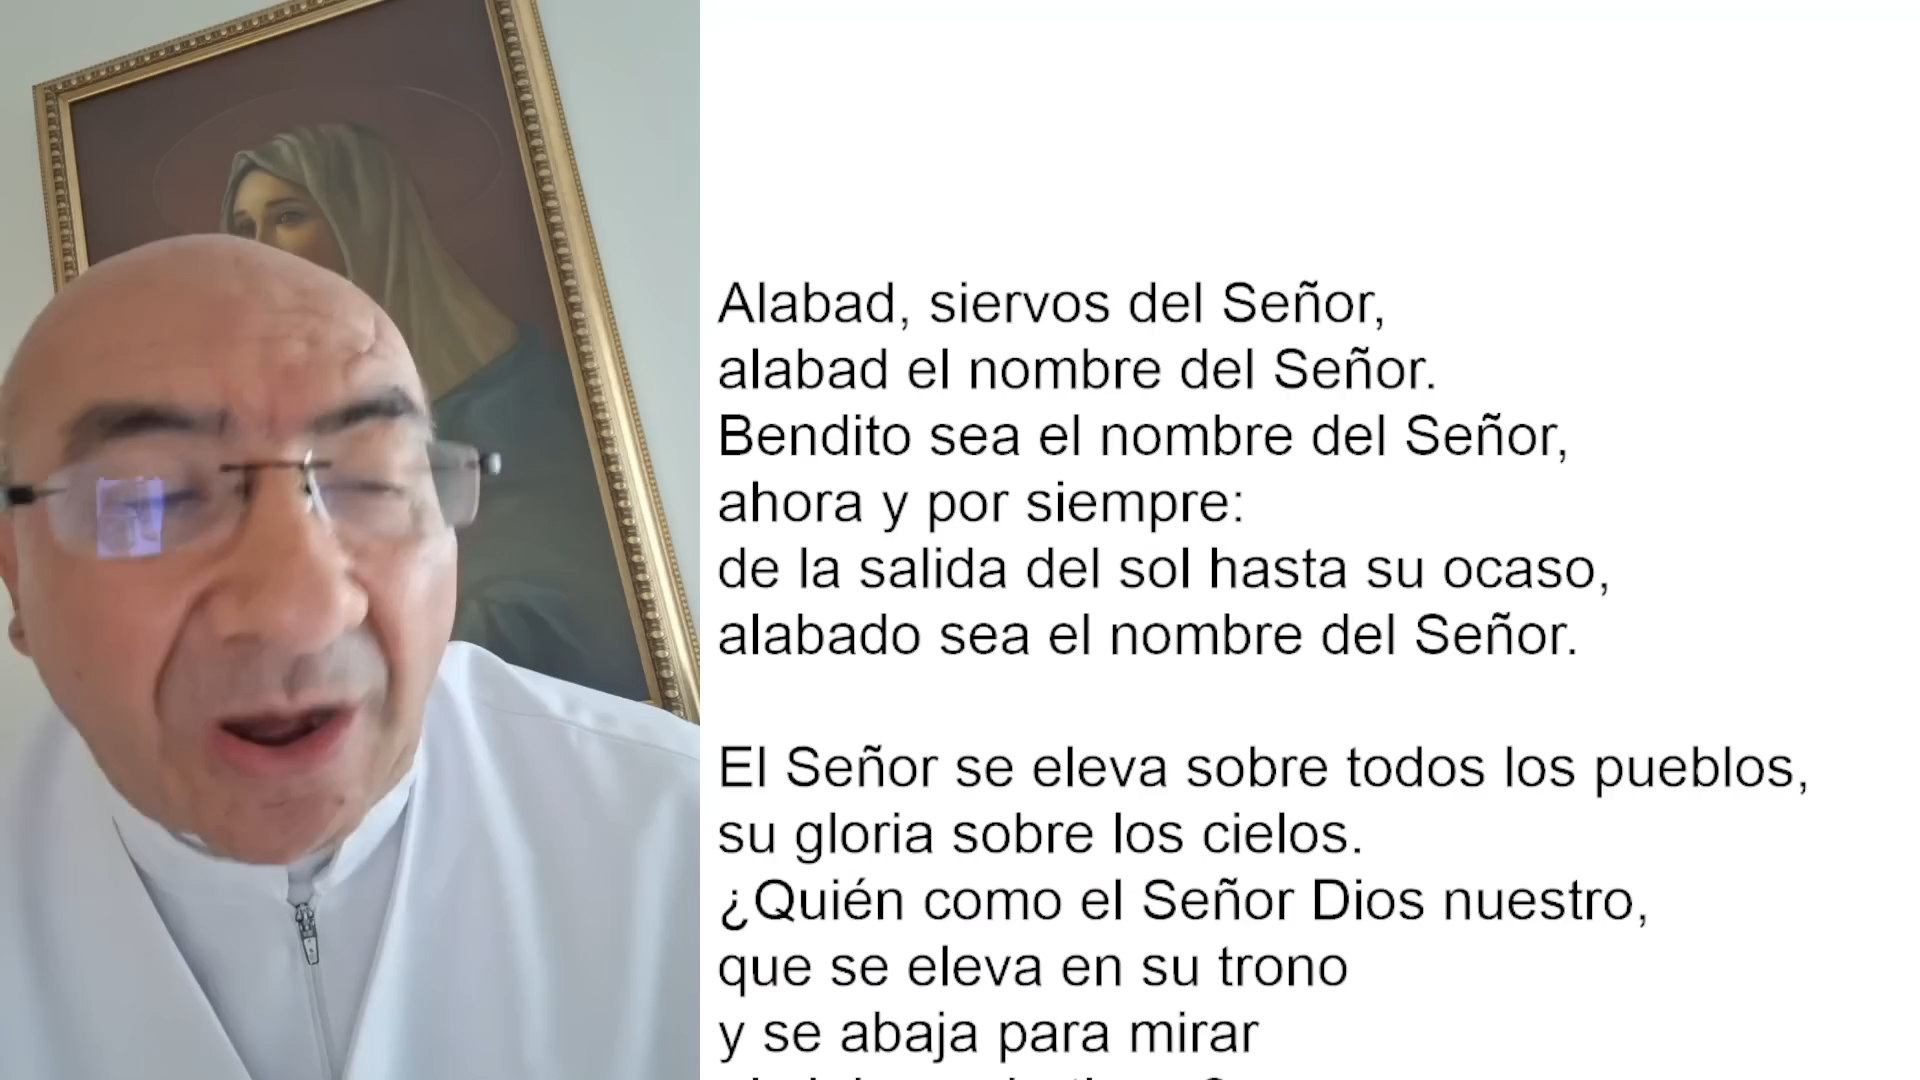 Alabad, siervos del Señor,
alabad el nombre del Señor.
Bendito sea el nombre del Señor,
ahora y por siempre:
de la salida del sol hasta su ocaso,
alabado sea el nombre del Señor.
El Señor se eleva sobre todos los pueblos,
su gloria sobre los cielos.
¿Quién como el Señor Dios nuestro,
que se eleva en su trono
y se abaja para mirar